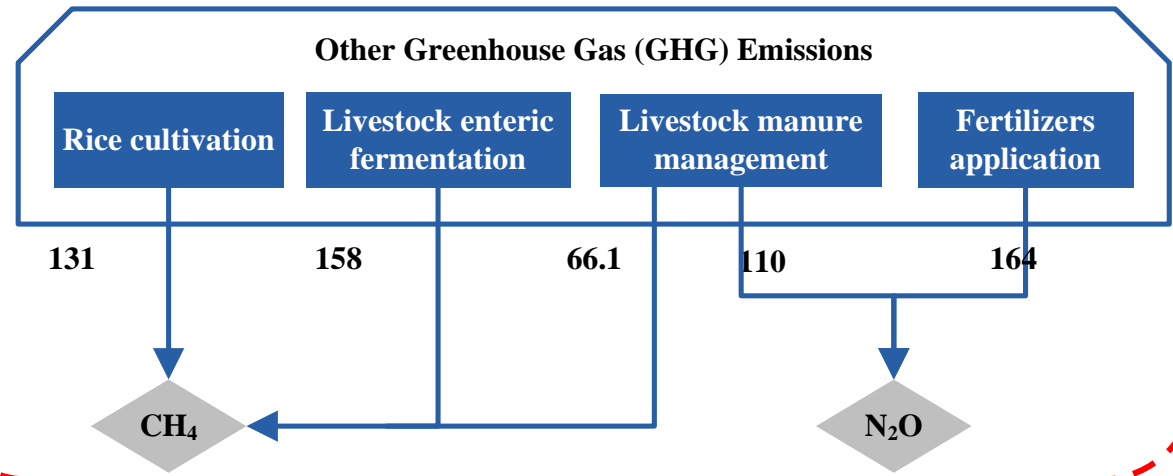 Other Greenhouse Gas (GHG) Emissions
Rice cultivation
Livestock enteric
fermentation
Livestock manure
management
Fertilizers
application
131
158
66.1
110
164
CH₄
N₂O